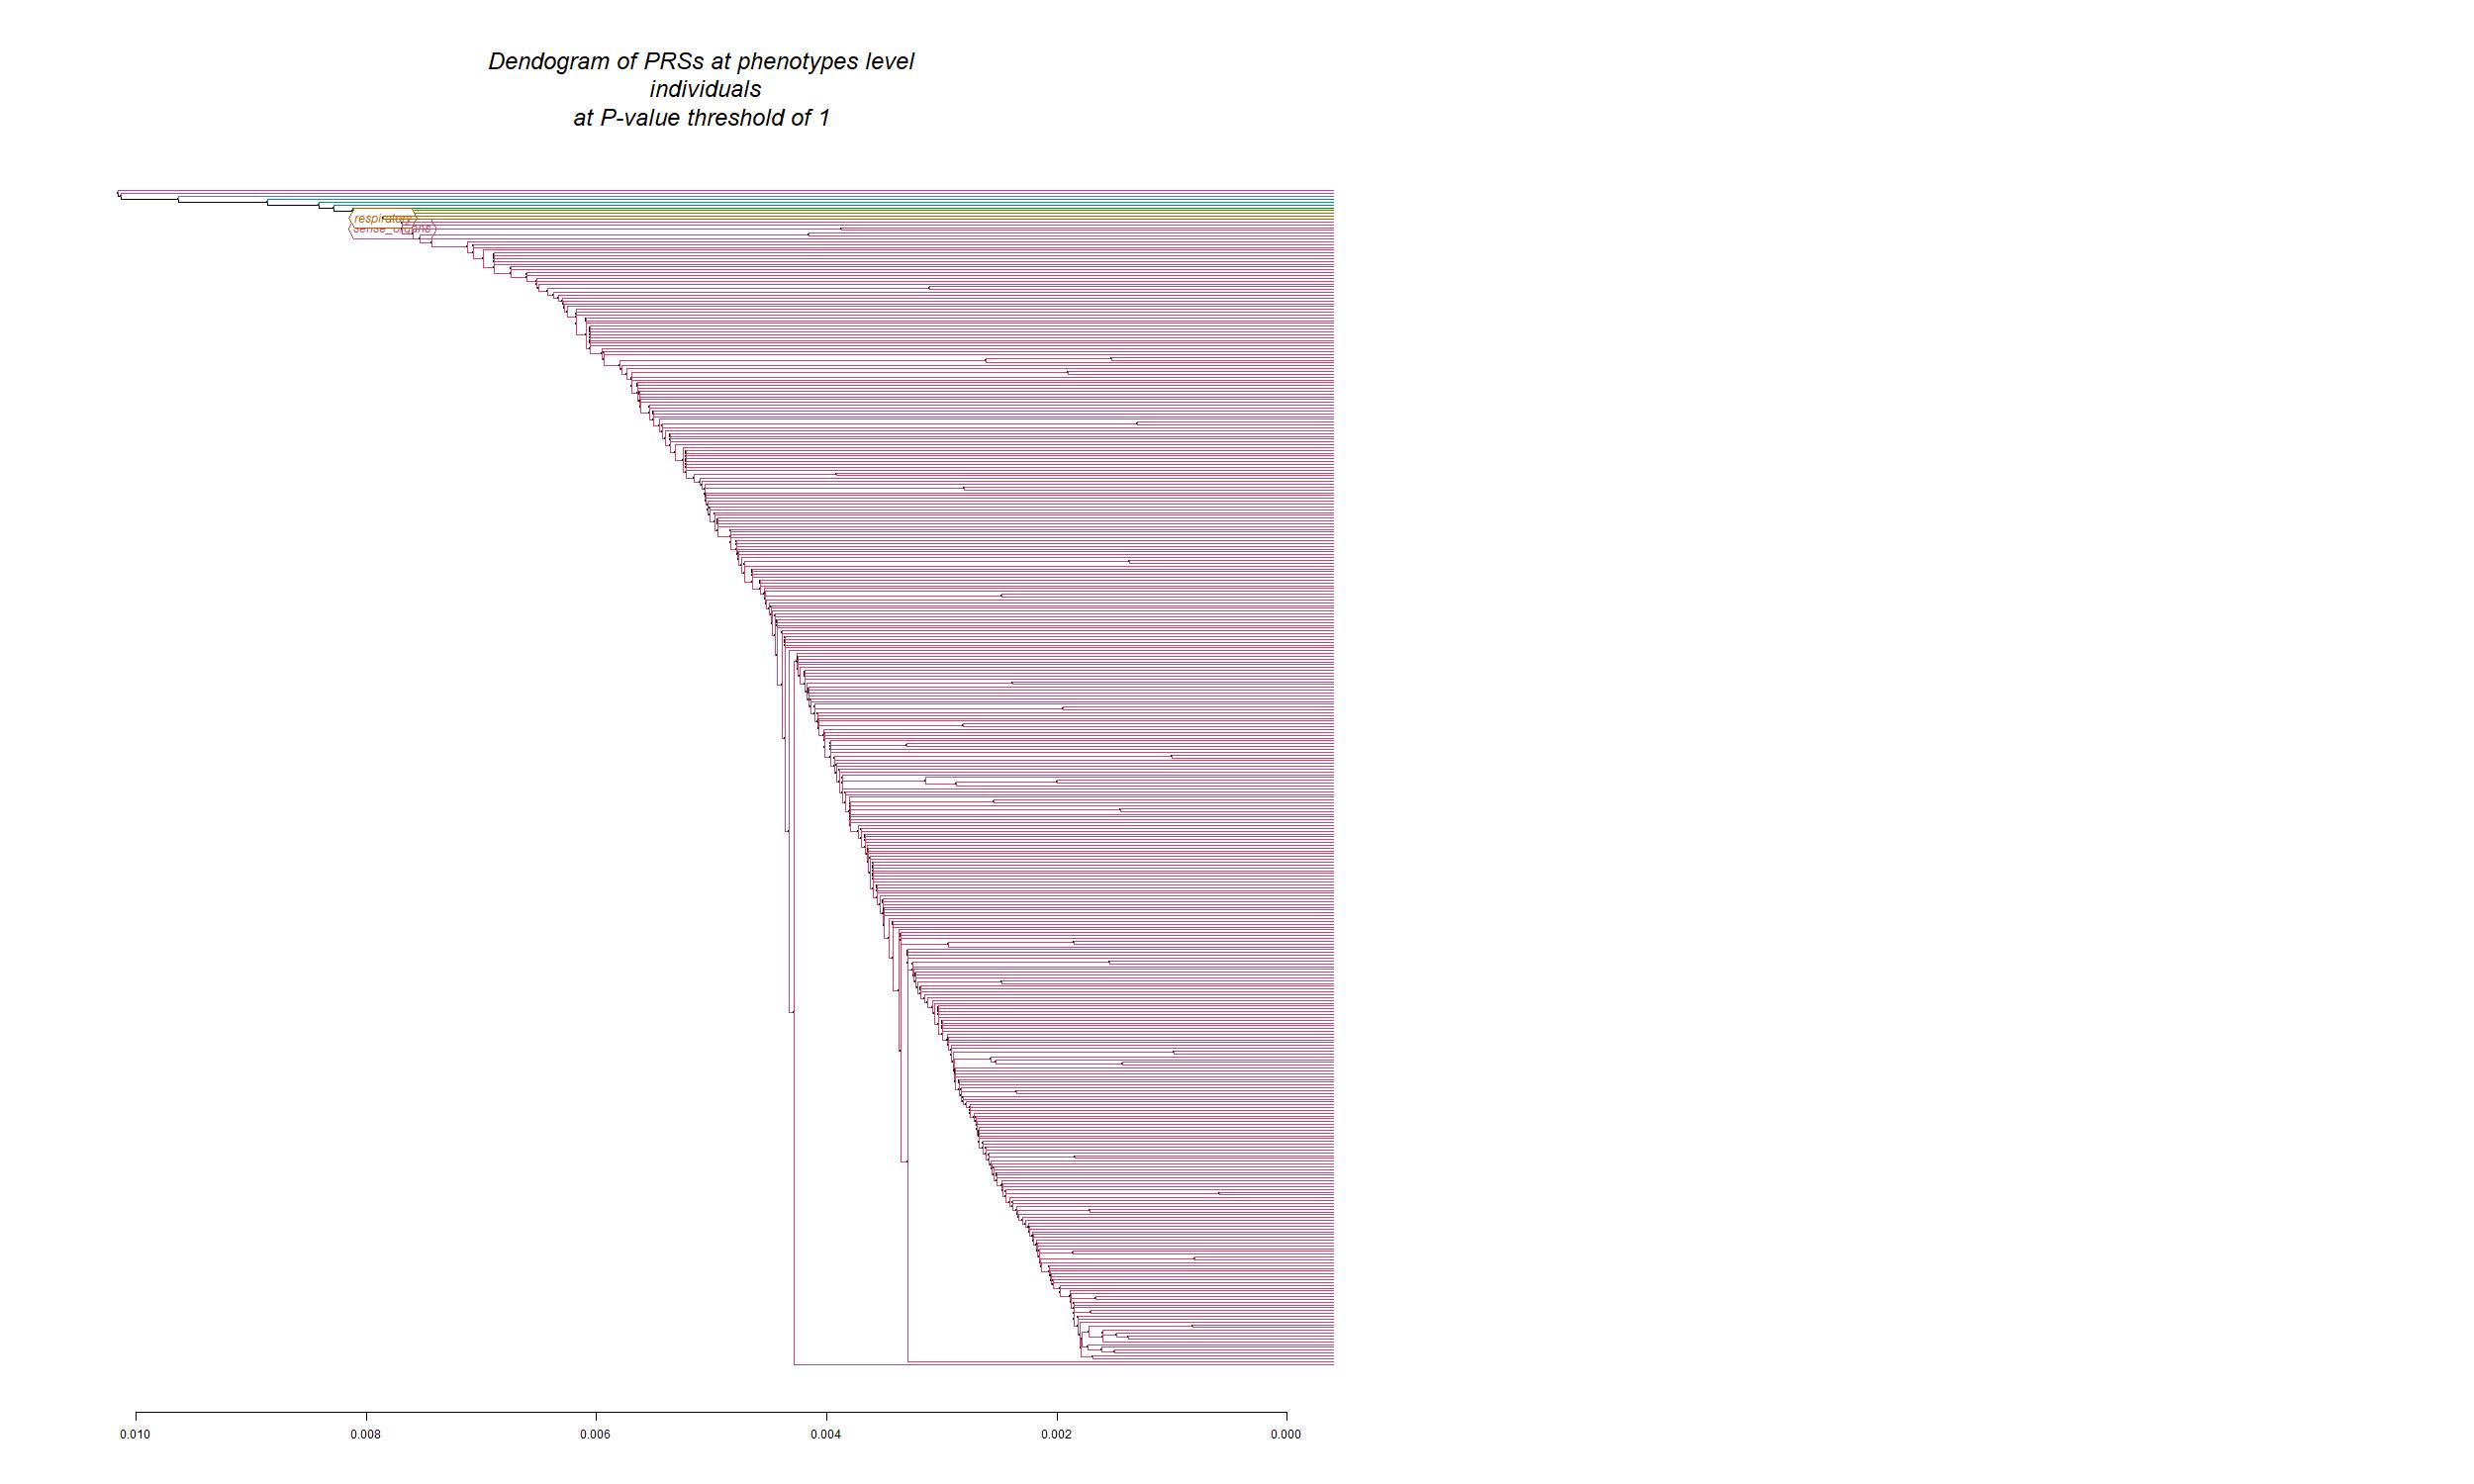 Dendogram of PRSs at phenotypes level
individuals
at P-value threshold of 1
respiratory
sense_organs
0.010 0.008 0.006 0.004 0.002 0.000